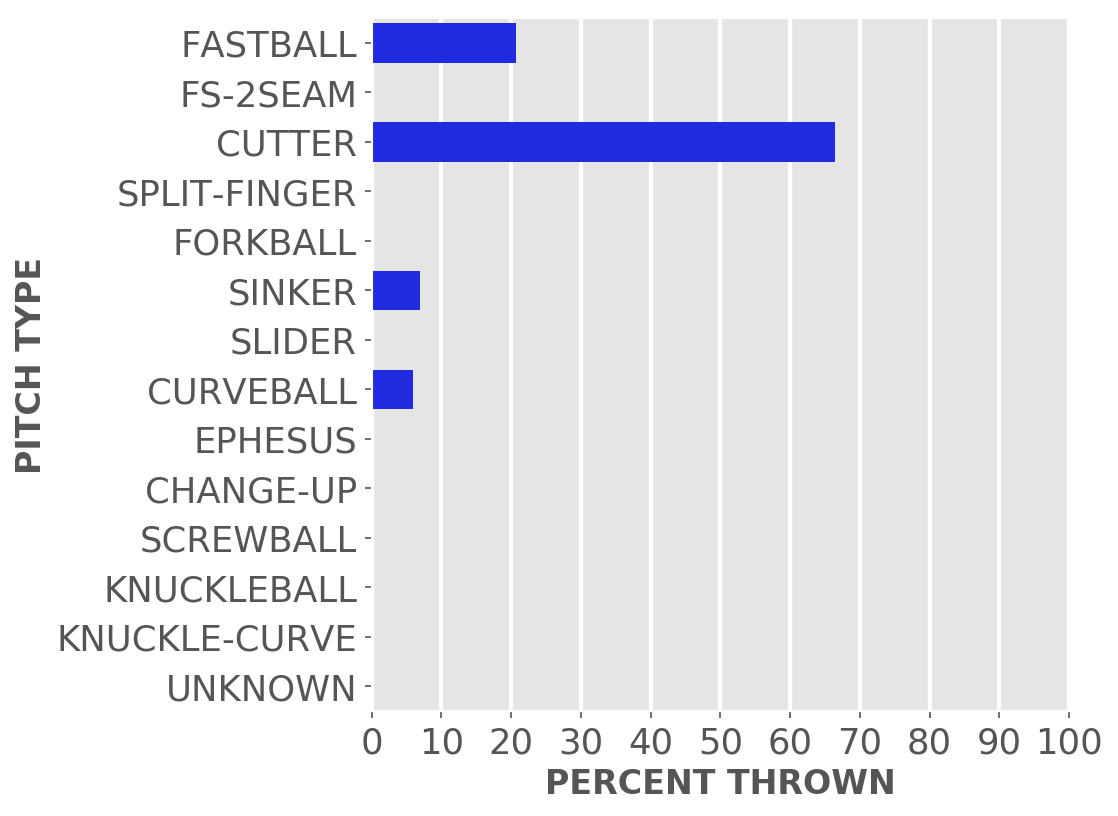 FASTBALL
FS-2SEAM
CUTTER
SPLIT-FINGER
FORKBALL
SINKER
SLIDER
CURVEBALL
EPHESUS
CHANGE-UP
SCREWBALL
KNUCKLEBALL
KNUCKLE-CURVE
UNKNOWN
PITCH TYPE
0 10 20 30 40 50 60 70 80 90 100
PERCENT THROWN